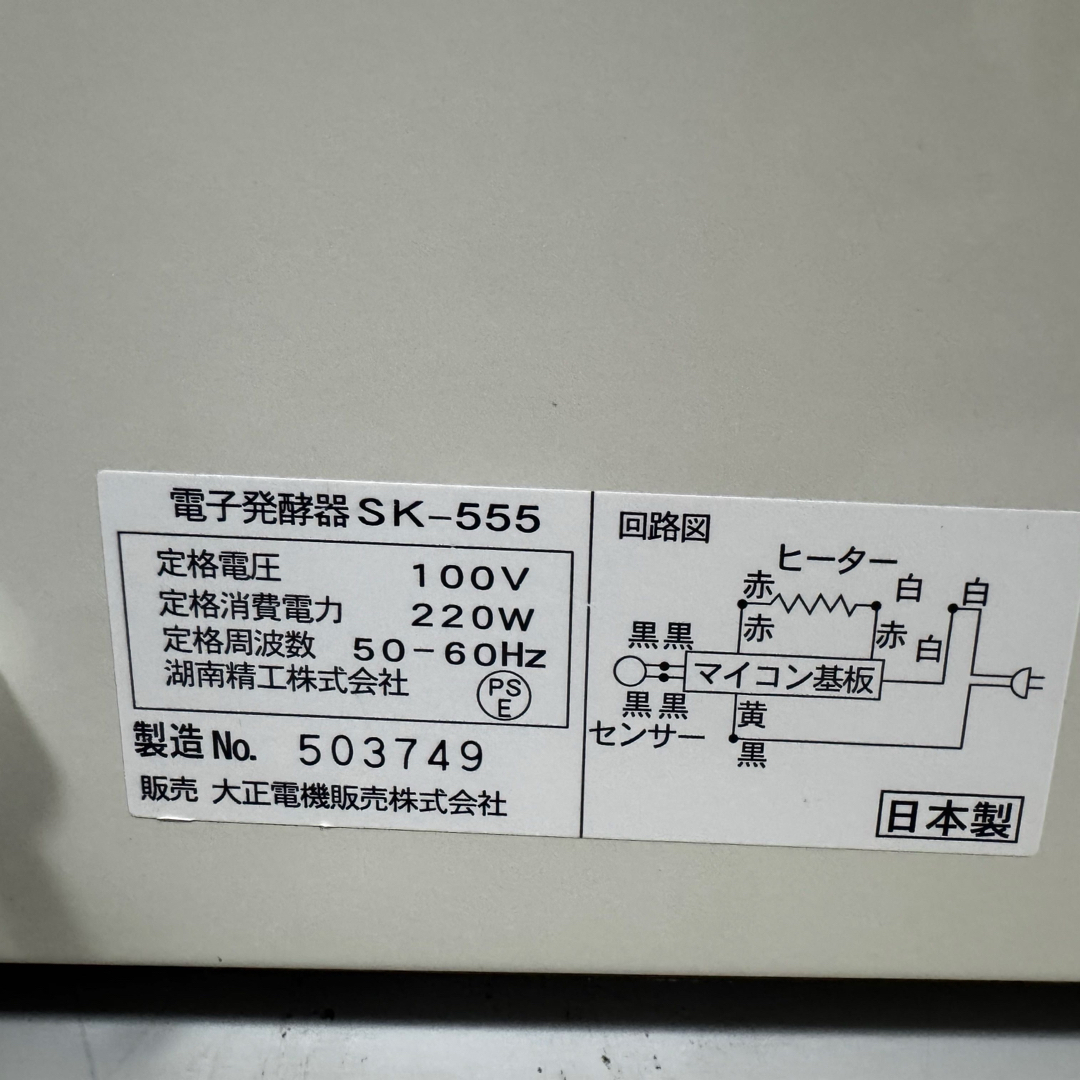 電子発酵器 SK-555
定格電圧 100V
定格消費電力 220W
定格周波数 50-60Hz
湖南精工株式会社
PS
E
製造No. 503749
販売 大正電機販売株式会社
回路図
ヒーター
赤 白 白
赤 赤 白
黒 黒
マイコン基板
黒 黒
センサー
黄
黒
日本製